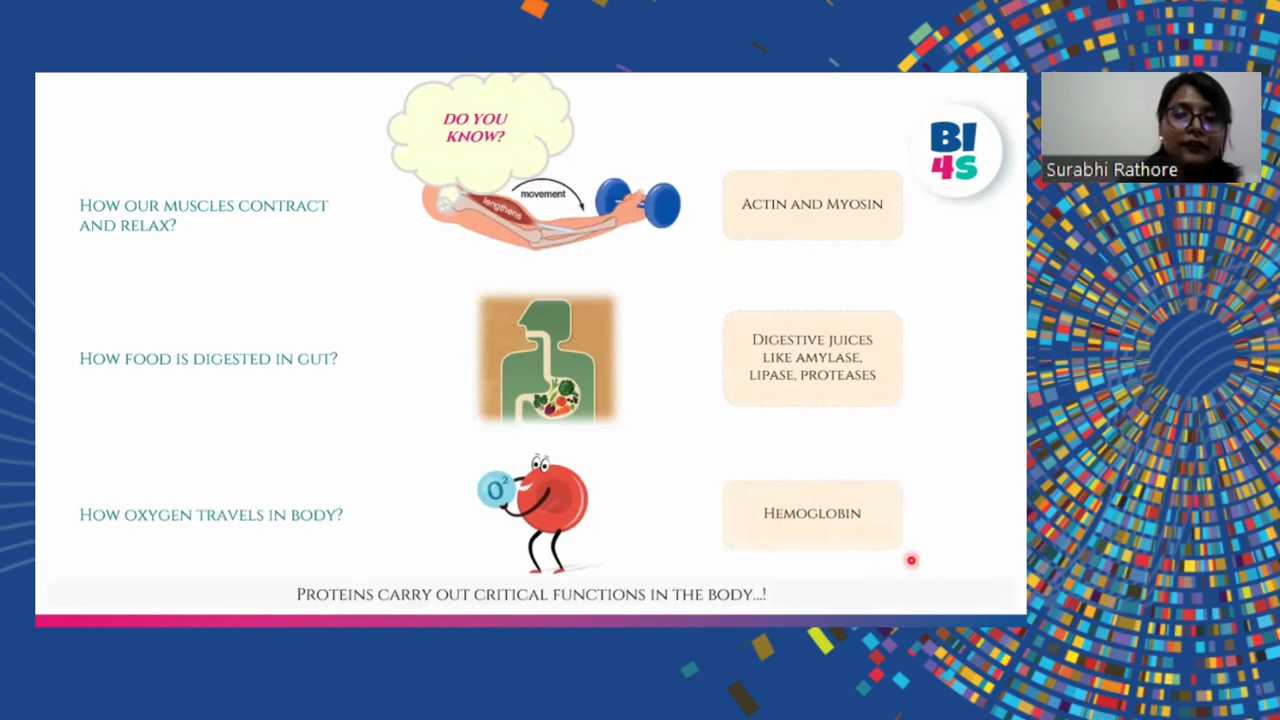 DO YOU
KNOW?
BI
4S
Surabhi Rathore
HOW OUR MUSCLES CONTRACT
AND RELAX?
lengthens
movement
ACTIN AND MYOSIN
HOW FOOD IS DIGESTED IN GUT?
DIGESTIVE JUICES
LIKE AMYLASE,
LIPASE, PROTEASES
HOW OXYGEN TRAVELS IN BODY?
O²
HEMOGLOBIN
PROTEINS CARRY OUT CRITICAL FUNCTIONS IN THE BODY...!